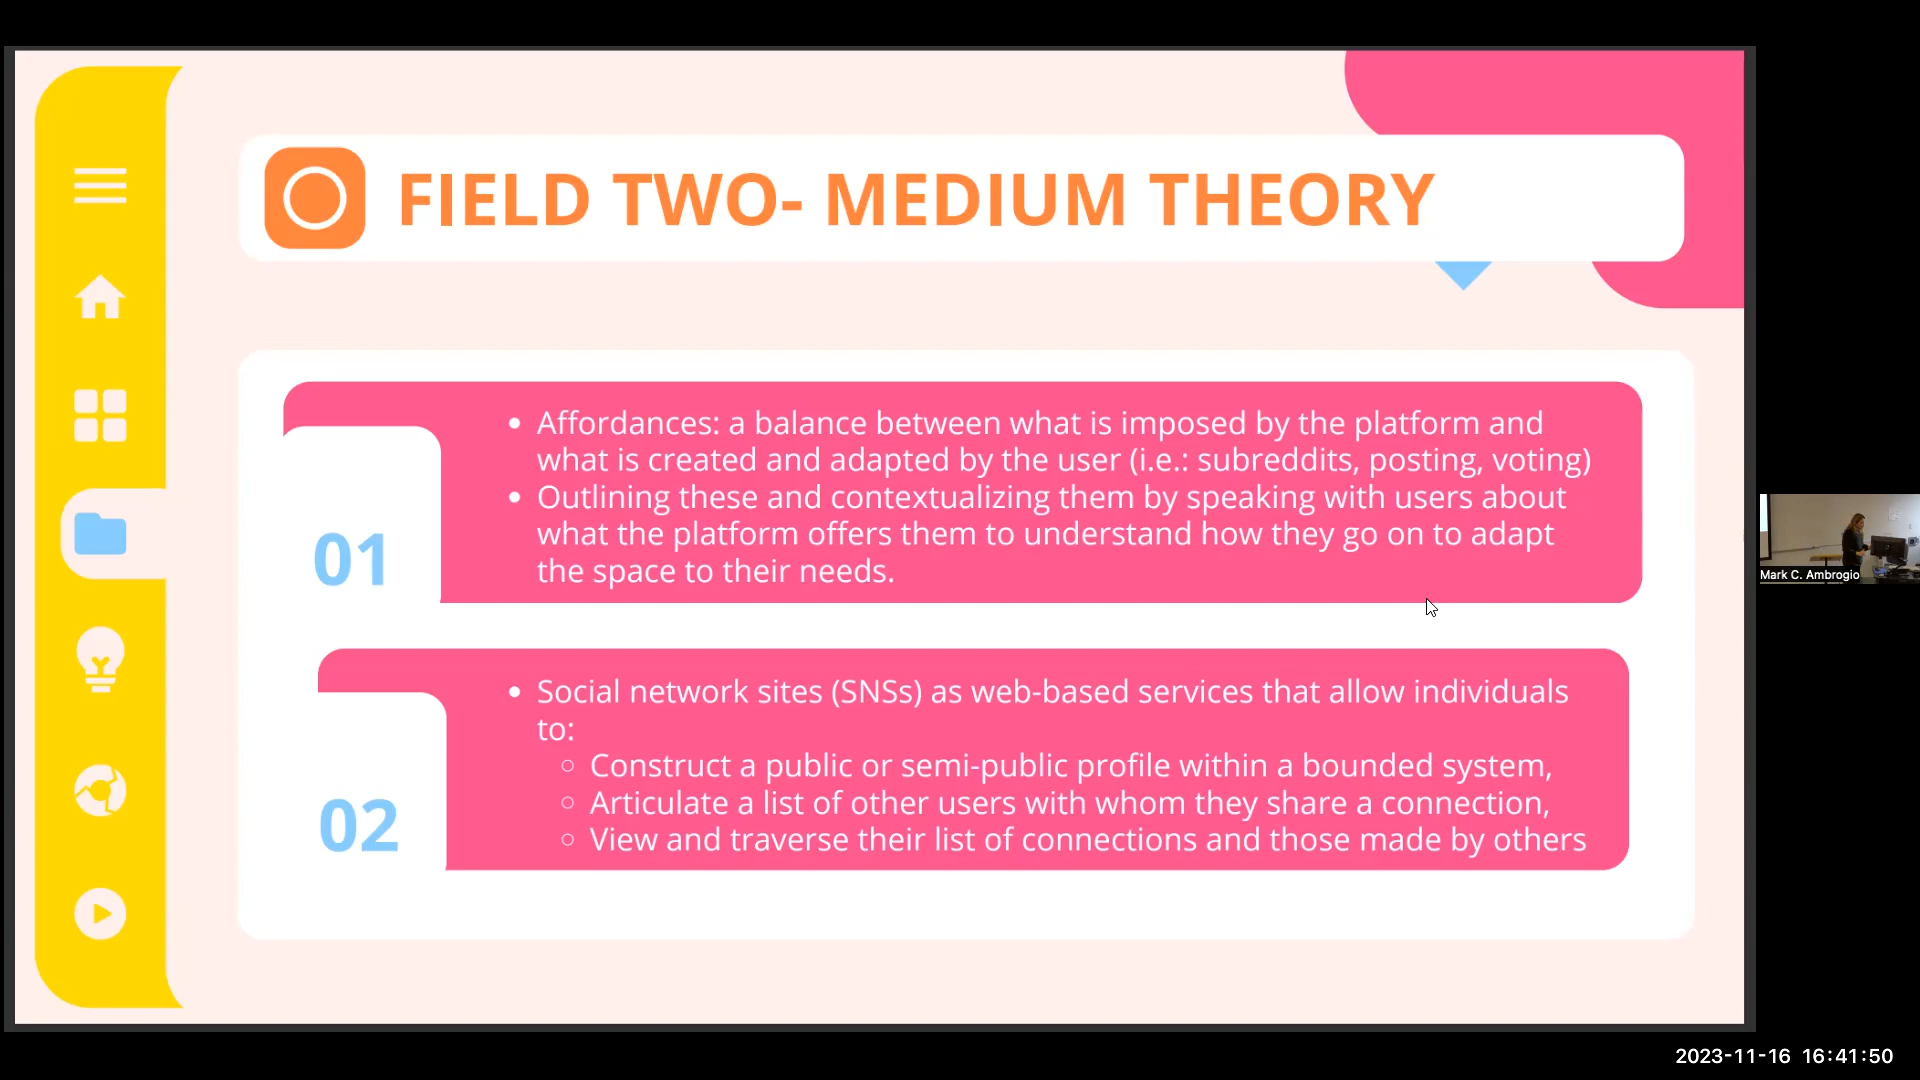 FIELD TWO- MEDIUM THEORY
01
• Affordances: a balance between what is imposed by the platform and
what is created and adapted by the user (i.e.: subreddits, posting, voting)
• Outlining these and contextualizing them by speaking with users about
what the platform offers them to understand how they go on to adapt
the space to their needs.
02
• Social network sites (SNSs) as web-based services that allow individuals
to:
○ Construct a public or semi-public profile within a bounded system,
○ Articulate a list of other users with whom they share a connection,
○ View and traverse their list of connections and those made by others
Mark C. Ambrogio
2023-11-16 16:41:50